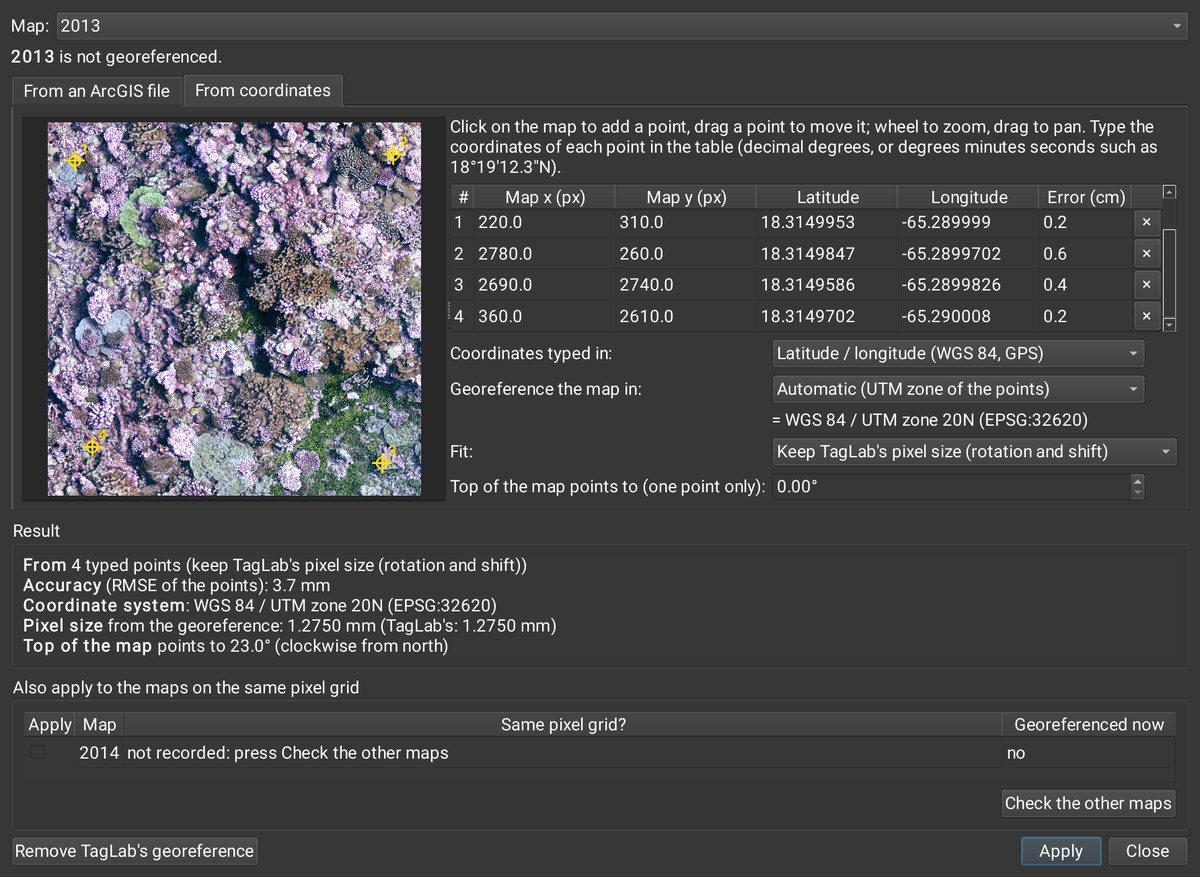 Map: 2013
2013 is not georeferenced.
From an ArcGIS file From coordinates
Click on the map to add a point, drag a point to move it; wheel to zoom, drag to pan. Type the
coordinates of each point in the table (decimal degrees, or degrees minutes seconds such as
18°19'12.3"N).
# Map x (px) Map y (px) Latitude Longitude Error (cm)
1 220.0 310.0 18.3149953 -65.289999 0.2 ×
2 2780.0 260.0 18.3149847 -65.2899702 0.6 ×
3 2690.0 2740.0 18.3149586 -65.2899826 0.4 ×
4 360.0 2610.0 18.3149702 -65.290008 0.2 ×
Coordinates typed in: Latitude / longitude (WGS 84, GPS)
Georeference the map in: Automatic (UTM zone of the points)
= WGS 84 / UTM zone 20N (EPSG:32620)
Fit: Keep TagLab's pixel size (rotation and shift)
Top of the map points to (one point only): 0.00°
Result
From 4 typed points (keep TagLab's pixel size (rotation and shift))
Accuracy (RMSE of the points): 3.7 mm
Coordinate system: WGS 84 / UTM zone 20N (EPSG:32620)
Pixel size from the georeference: 1.2750 mm (TagLab's: 1.2750 mm)
Top of the map points to 23.0° (clockwise from north)
Also apply to the maps on the same pixel grid
Apply Map Same pixel grid? Georeferenced now
2014 not recorded: press Check the other maps no
Check the other maps
Remove TagLab's georeference Apply Close